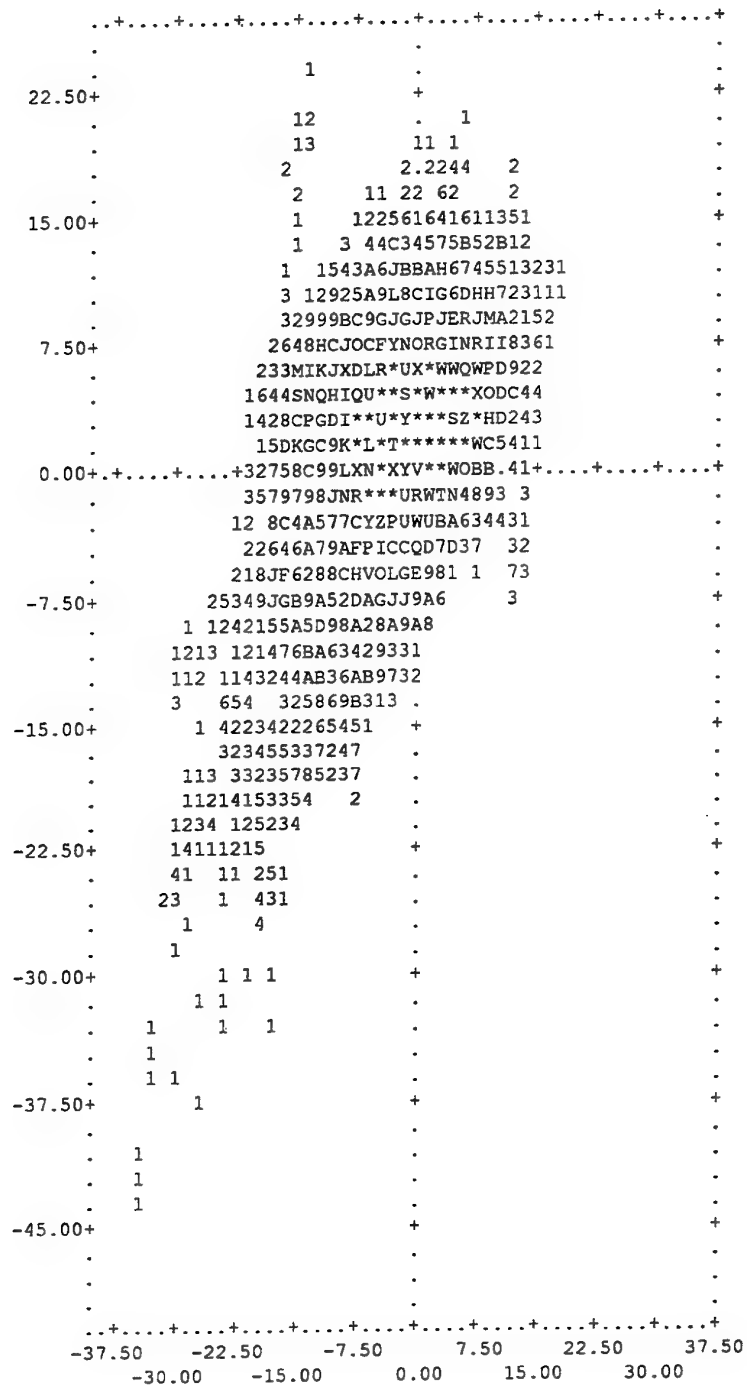 ..+....+....+....+....+....+....+....+....+....+....+
.
1 . .
22.50+ + +
. 12 . 1 .
. 13 11 1 .
. 2 2.2244 2 .
. 2 11 22 62 2 .
15.00+ 1 122561641611351 +
. 1 3 44C34575B52B12 .
. 1 1543A6JBBAH6745513231 .
. 3 12925A9L8CIG6DHH723111 .
. 32999BC9GJGJPJERJMA2152 .
7.50+ 2648HCJOCFYNORGINRII8361 +
. 233MIKJXDLR*UX*WWQWPD922 .
. 1644SNQHIQU**S*W***XODC44 .
. 1428CPGDI**U*Y***SZ*HD243 .
. 15DKGC9K*L*T******WC5411 .
0.00+.+....+....+32758C99LXN*XYV**WOBB.41+....+....+....+
. 3579798JNR***URWTN4893 3 .
. 12 8C4A577CYZPUWUBA634431 .
. 22646A79AFPICCQD7D37 32 .
. 218JF6288CHVOLGE981 1 73 .
-7.50+ 25349JGB9A52DAGJJ9A6 3 +
. 1 1242155A5D98A28A9A8 .
. 1213 121476BA63429331 .
. 112 1143244AB36AB9732 .
. 3 654 325869B313 . .
-15.00+ 1 4223422265451 + +
. 323455337247 . .
. 113 33235785237 . .
. 11214153354 2 . .
. 1234 125234 . .
-22.50+ 14111215 + +
. 41 11 251 . .
. 23 1 431 . .
. 1 4 . .
. 1 . .
-30.00+ 1 1 1 + +
. 1 1 . .
. 1 1 1 . .
. 1 . .
. 1 1 . .
-37.50+ 1 + +
. . .
. 1 . .
. 1 . .
. 1 . .
-45.00+ + +
. . .
. . .
. . .
..+....+....+....+....+....+....+....+....+....+....+
-37.50 -22.50 -7.50 7.50 22.50 37.50
-30.00 -15.00 0.00 15.00 30.00